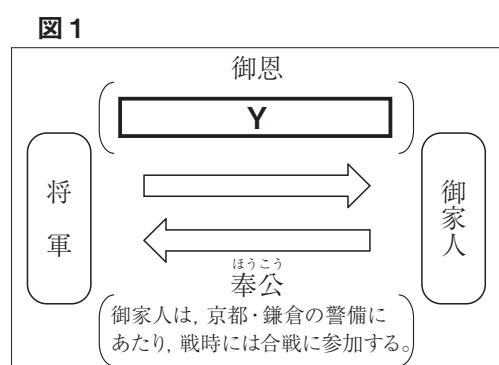 図1
御恩
Y
将軍
御家人
ほうこう
奉公
御家人は,京都・鎌倉の警備に
あたり,戦時には合戦に参加する。